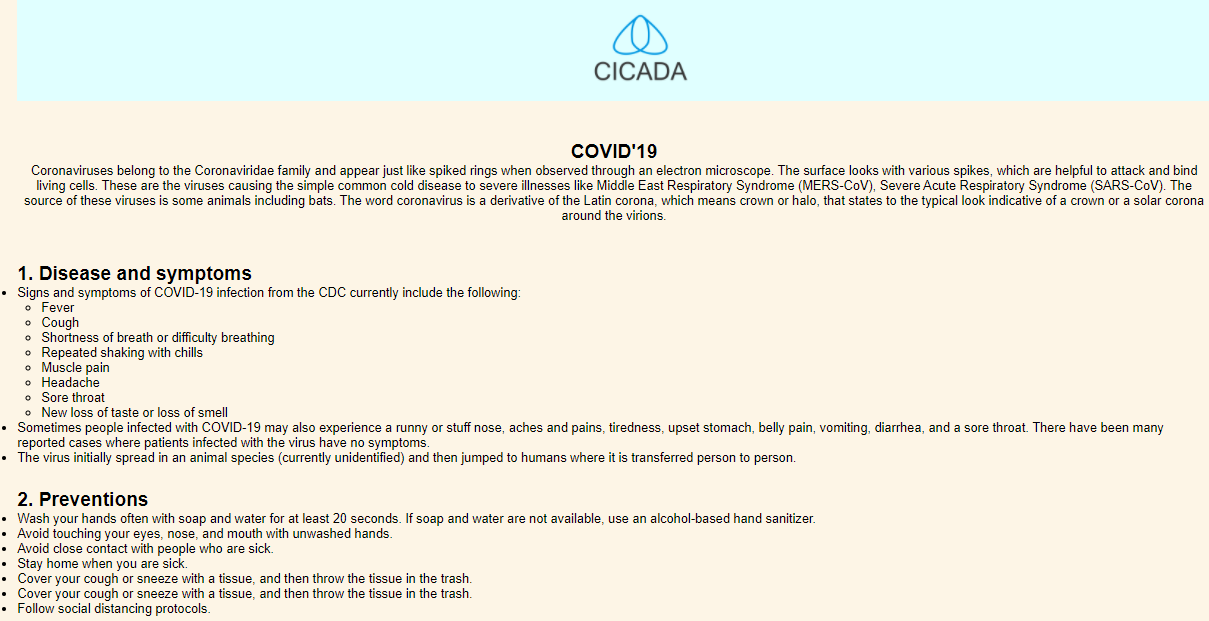 CICADA
COVID'19
Coronaviruses belong to the Coronaviridae family and appear just like spiked rings when observed through an electron microscope. The surface looks with various spikes, which are helpful to attack and bind
living cells. These are the viruses causing the simple common cold disease to severe illnesses like Middle East Respiratory Syndrome (MERS-CoV), Severe Acute Respiratory Syndrome (SARS-CoV). The
source of these viruses is some animals including bats. The word coronavirus is a derivative of the Latin corona, which means crown or halo, that states to the typical look indicative of a crown or a solar corona
around the virions.
1. Disease and symptoms
• Signs and symptoms of COVID-19 infection from the CDC currently include the following:
◦ Fever
◦ Cough
◦ Shortness of breath or difficulty breathing
◦ Repeated shaking with chills
◦ Muscle pain
◦ Headache
◦ Sore throat
◦ New loss of taste or loss of smell
• Sometimes people infected with COVID-19 may also experience a runny or stuff nose, aches and pains, tiredness, upset stomach, belly pain, vomiting, diarrhea, and a sore throat. There have been many
reported cases where patients infected with the virus have no symptoms.
• The virus initially spread in an animal species (currently unidentified) and then jumped to humans where it is transferred person to person.
2. Preventions
• Wash your hands often with soap and water for at least 20 seconds. If soap and water are not available, use an alcohol-based hand sanitizer.
• Avoid touching your eyes, nose, and mouth with unwashed hands.
• Avoid close contact with people who are sick.
• Stay home when you are sick.
• Cover your cough or sneeze with a tissue, and then throw the tissue in the trash.
• Cover your cough or sneeze with a tissue, and then throw the tissue in the trash.
• Follow social distancing protocols.